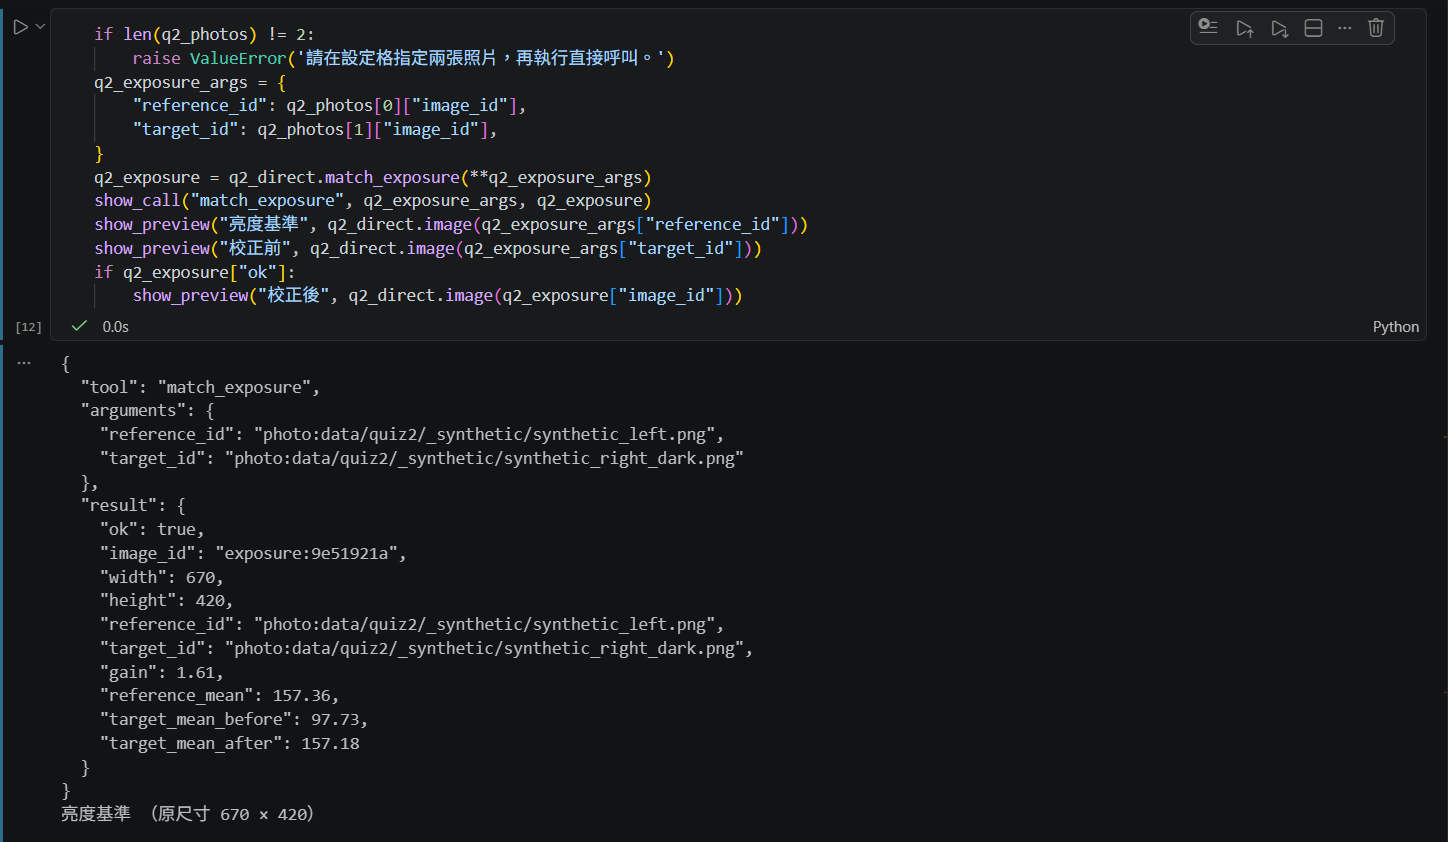 if len(q2_photos) != 2:
    raise ValueError('請在設定格指定兩張照片，再執行直接呼叫。')
q2_exposure_args = {
    "reference_id": q2_photos[0]["image_id"],
    "target_id": q2_photos[1]["image_id"],
}
q2_exposure = q2_direct.match_exposure(**q2_exposure_args)
show_call("match_exposure", q2_exposure_args, q2_exposure)
show_preview("亮度基準", q2_direct.image(q2_exposure_args["reference_id"]))
show_preview("校正前", q2_direct.image(q2_exposure_args["target_id"]))
if q2_exposure["ok"]:
    show_preview("校正後", q2_direct.image(q2_exposure["image_id"]))
[12] 0.0s Python
{
  "tool": "match_exposure",
  "arguments": {
    "reference_id": "photo:data/quiz2/_synthetic/synthetic_left.png",
    "target_id": "photo:data/quiz2/_synthetic/synthetic_right_dark.png"
  },
  "result": {
    "ok": true,
    "image_id": "exposure:9e51921a",
    "width": 670,
    "height": 420,
    "reference_id": "photo:data/quiz2/_synthetic/synthetic_left.png",
    "target_id": "photo:data/quiz2/_synthetic/synthetic_right_dark.png",
    "gain": 1.61,
    "reference_mean": 157.36,
    "target_mean_before": 97.73,
    "target_mean_after": 157.18
  }
}
亮度基準 （原尺寸 670 × 420）